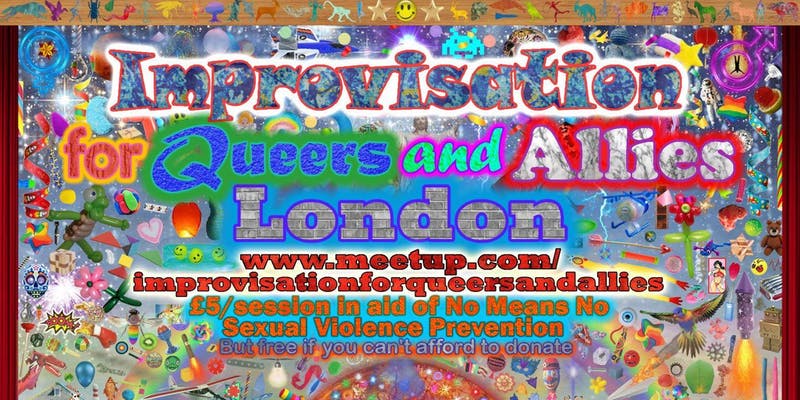 Improvisation
for Queers and Allies
London
www.meetup.com/
improvisationforqueersandallies
£5/session in aid of No Means No
Sexual Violence Prevention
But free if you can't afford to donate